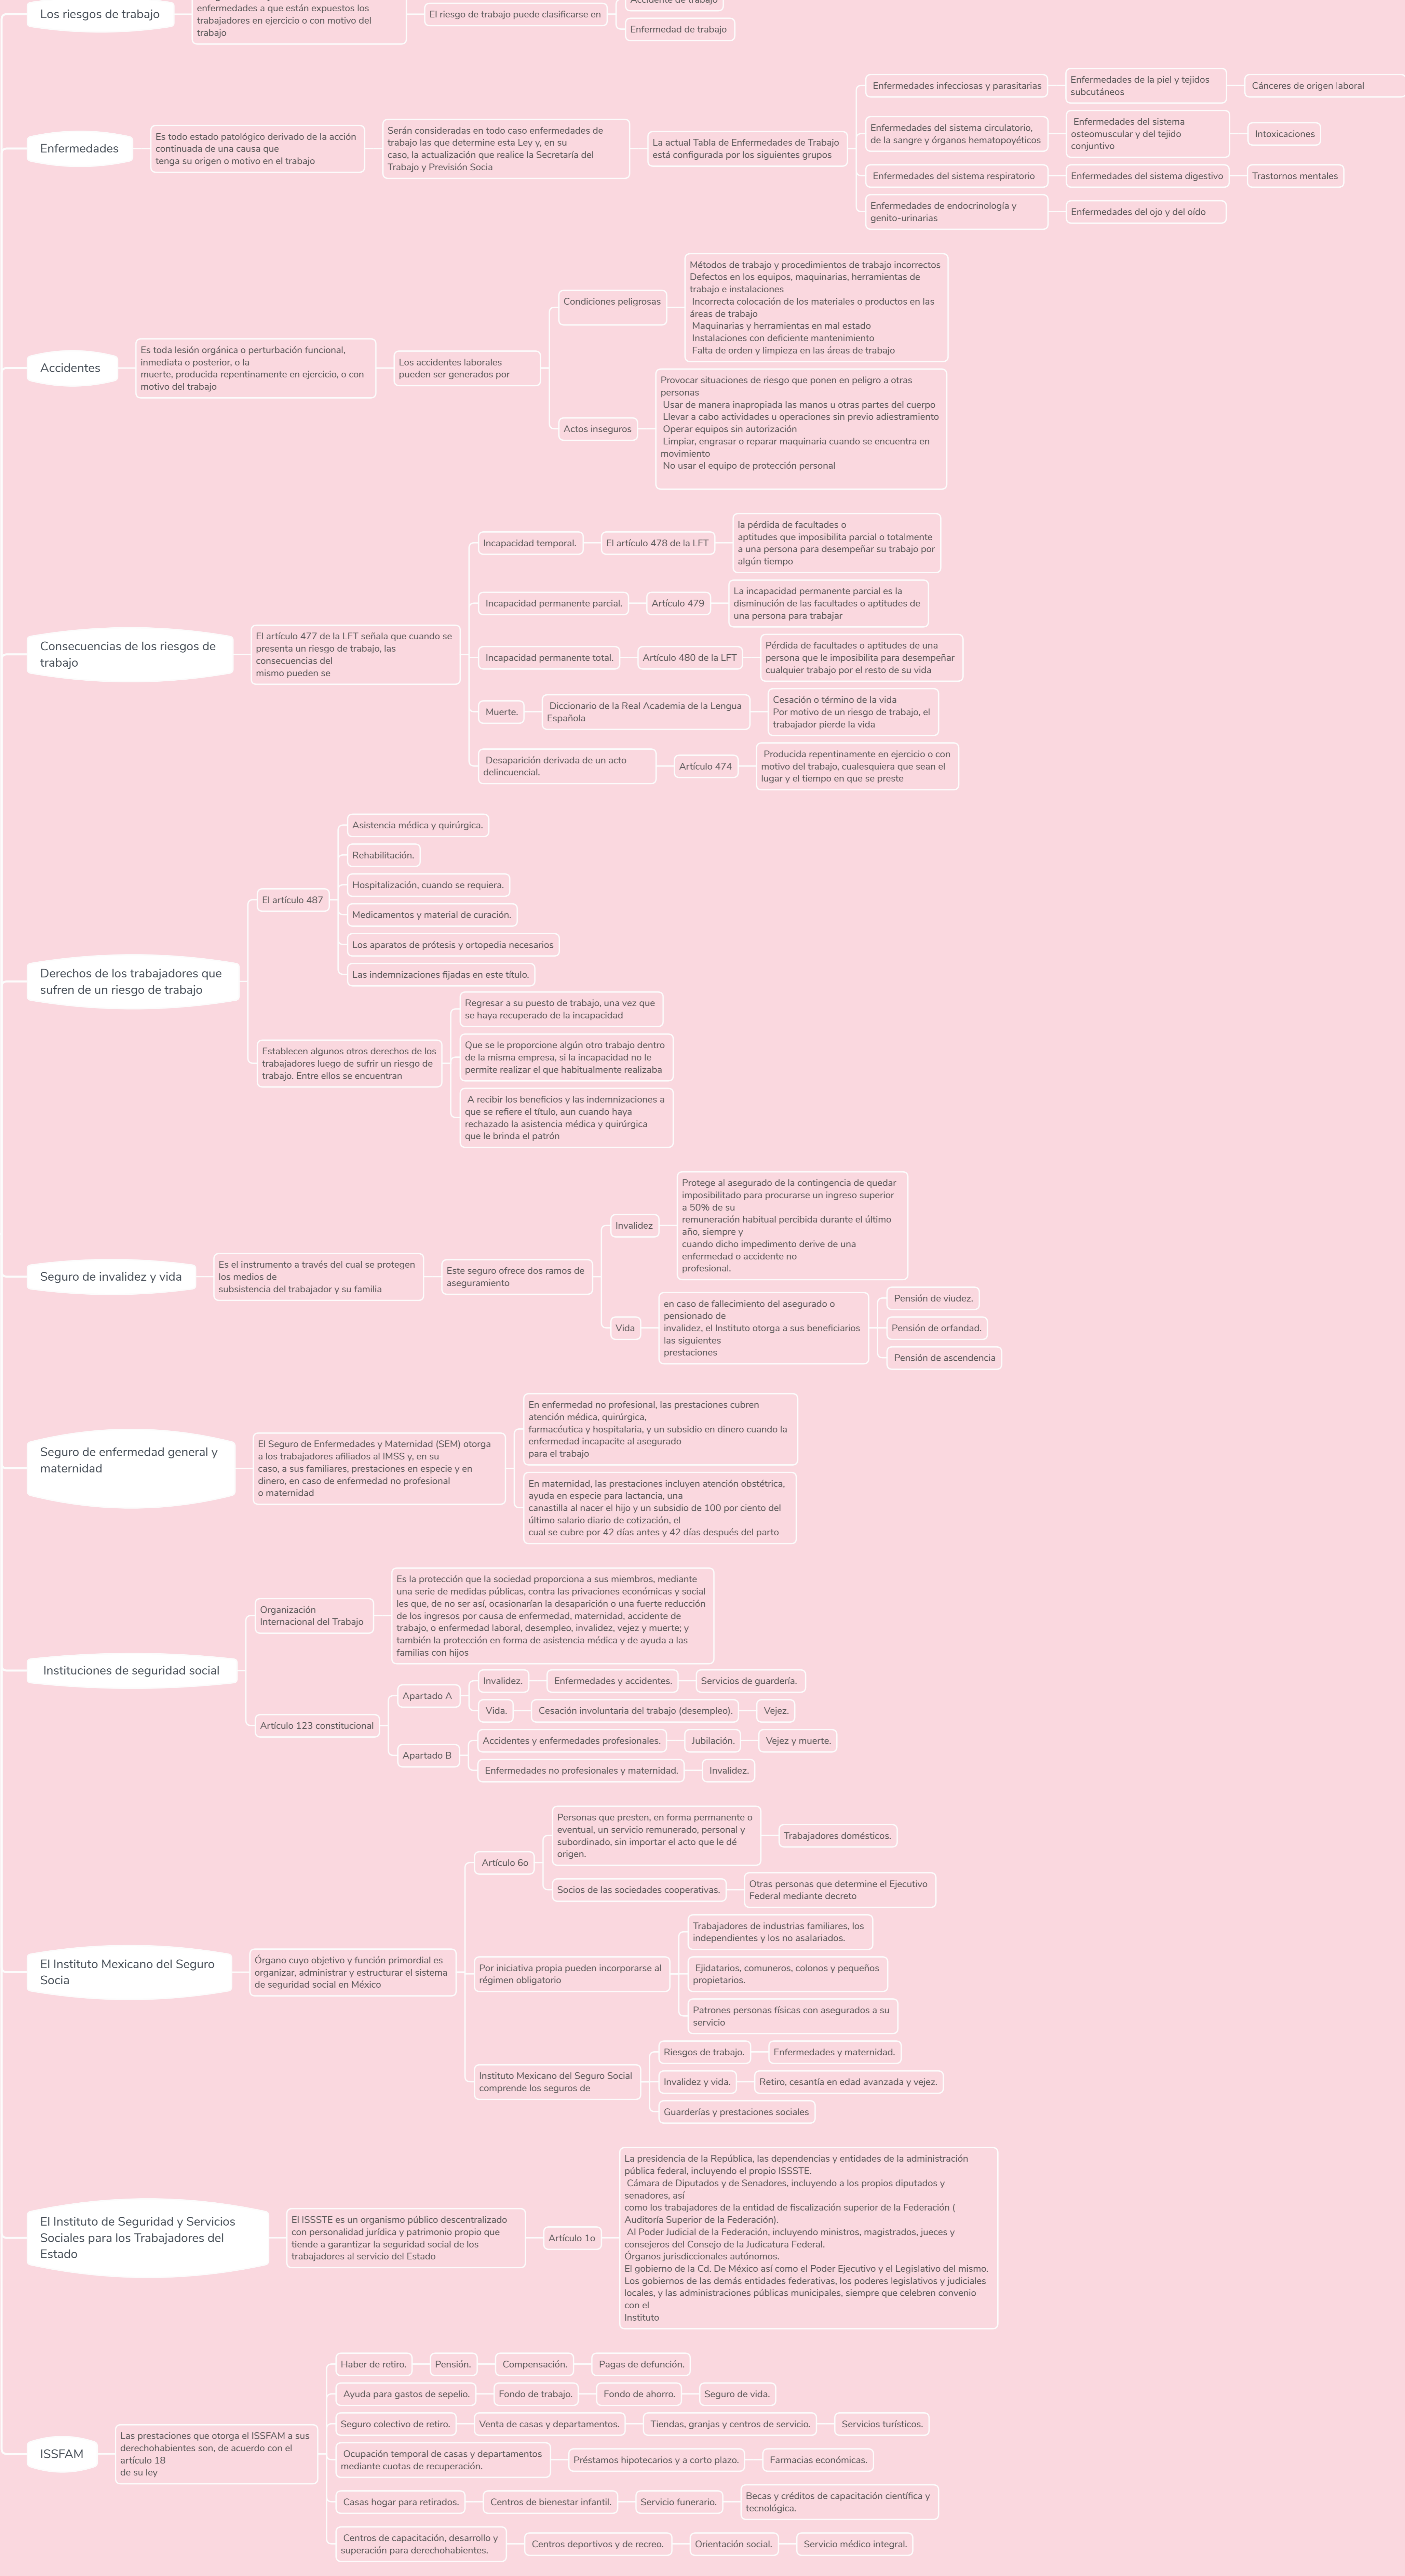 Los riesgos de trabajo
enfermedades a que están expuestos los
trabajadores en ejercicio o con motivo del
trabajo
El riesgo de trabajo puede clasificarse en
Accidente de trabajo
Enfermedad de trabajo
Enfermedades
Es todo estado patológico derivado de la acción
continuada de una causa que
tenga su origen o motivo en el trabajo
Serán consideradas en todo caso enfermedades de
trabajo las que determine esta Ley y, en su
caso, la actualización que realice la Secretaría del
Trabajo y Previsión Socia
La actual Tabla de Enfermedades de Trabajo
está configurada por los siguientes grupos
Enfermedades infecciosas y parasitarias
Enfermedades de la piel y tejidos
subcutáneos
Cánceres de origen laboral
Enfermedades del sistema circulatorio,
de la sangre y órganos hematopoyéticos
Enfermedades del sistema
osteomuscular y del tejido
conjuntivo
Intoxicaciones
Enfermedades del sistema respiratorio
Enfermedades del sistema digestivo
Trastornos mentales
Enfermedades de endocrinología y
genito-urinarias
Enfermedades del ojo y del oído
Accidentes
Es toda lesión orgánica o perturbación funcional,
inmediata o posterior, o la
muerte, producida repentinamente en ejercicio, o con
motivo del trabajo
Los accidentes laborales
pueden ser generados por
Condiciones peligrosas
Métodos de trabajo y procedimientos de trabajo incorrectos
Defectos en los equipos, maquinarias, herramientas de
trabajo e instalaciones
Incorrecta colocación de los materiales o productos en las
áreas de trabajo
Maquinarias y herramientas en mal estado
Instalaciones con deficiente mantenimiento
Falta de orden y limpieza en las áreas de trabajo
Actos inseguros
Provocar situaciones de riesgo que ponen en peligro a otras
personas
Usar de manera inapropiada las manos u otras partes del cuerpo
Llevar a cabo actividades u operaciones sin previo adiestramiento
Operar equipos sin autorización
Limpiar, engrasar o reparar maquinaria cuando se encuentra en
movimiento
No usar el equipo de protección personal
Consecuencias de los riesgos de
trabajo
El artículo 477 de la LFT señala que cuando se
presenta un riesgo de trabajo, las
consecuencias del
mismo pueden se
Incapacidad temporal.
El artículo 478 de la LFT
la pérdida de facultades o
aptitudes que imposibilita parcial o totalmente
a una persona para desempeñar su trabajo por
algún tiempo
Incapacidad permanente parcial.
Artículo 479
La incapacidad permanente parcial es la
disminución de las facultades o aptitudes de
una persona para trabajar
Incapacidad permanente total.
Artículo 480 de la LFT
Pérdida de facultades o aptitudes de una
persona que le imposibilita para desempeñar
cualquier trabajo por el resto de su vida
Muerte.
Diccionario de la Real Academia de la Lengua
Española
Cesación o término de la vida
Por motivo de un riesgo de trabajo, el
trabajador pierde la vida
Desaparición derivada de un acto
delincuencial.
Artículo 474
Producida repentinamente en ejercicio o con
motivo del trabajo, cualesquiera que sean el
lugar y el tiempo en que se preste
Derechos de los trabajadores que
sufren de un riesgo de trabajo
El artículo 487
Asistencia médica y quirúrgica.
Rehabilitación.
Hospitalización, cuando se requiera.
Medicamentos y material de curación.
Los aparatos de prótesis y ortopedia necesarios
Las indemnizaciones fijadas en este título.
Establecen algunos otros derechos de los
trabajadores luego de sufrir un riesgo de
trabajo. Entre ellos se encuentran
Regresar a su puesto de trabajo, una vez que
se haya recuperado de la incapacidad
Que se le proporcione algún otro trabajo dentro
de la misma empresa, si la incapacidad no le
permite realizar el que habitualmente realizaba
A recibir los beneficios y las indemnizaciones a
que se refiere el título, aun cuando haya
rechazado la asistencia médica y quirúrgica
que le brinda el patrón
Seguro de invalidez y vida
Es el instrumento a través del cual se protegen
los medios de
subsistencia del trabajador y su familia
Este seguro ofrece dos ramos de
aseguramiento
Invalidez
Protege al asegurado de la contingencia de quedar
imposibilitado para procurarse un ingreso superior
a 50% de su
remuneración habitual percibida durante el último
año, siempre y
cuando dicho impedimento derive de una
enfermedad o accidente no
profesional.
Vida
en caso de fallecimiento del asegurado o
pensionado de
invalidez, el Instituto otorga a sus beneficiarios
las siguientes
prestaciones
Pensión de viudez.
Pensión de orfandad.
Pensión de ascendencia
Seguro de enfermedad general y
maternidad
El Seguro de Enfermedades y Maternidad (SEM) otorga
a los trabajadores afiliados al IMSS y, en su
caso, a sus familiares, prestaciones en especie y en
dinero, en caso de enfermedad no profesional
o maternidad
En enfermedad no profesional, las prestaciones cubren
atención médica, quirúrgica,
farmacéutica y hospitalaria, y un subsidio en dinero cuando la
enfermedad incapacite al asegurado
para el trabajo
En maternidad, las prestaciones incluyen atención obstétrica,
ayuda en especie para lactancia, una
canastilla al nacer el hijo y un subsidio de 100 por ciento del
último salario diario de cotización, el
cual se cubre por 42 días antes y 42 días después del parto
Instituciones de seguridad social
Organización
Internacional del Trabajo
Es la protección que la sociedad proporciona a sus miembros, mediante
una serie de medidas públicas, contra las privaciones económicas y social
les que, de no ser así, ocasionarían la desaparición o una fuerte reducción
de los ingresos por causa de enfermedad, maternidad, accidente de
trabajo, o enfermedad laboral, desempleo, invalidez, vejez y muerte; y
también la protección en forma de asistencia médica y de ayuda a las
familias con hijos
Artículo 123 constitucional
Apartado A
Invalidez.
Enfermedades y accidentes.
Servicios de guardería.
Vida.
Cesación involuntaria del trabajo (desempleo).
Vejez.
Apartado B
Accidentes y enfermedades profesionales.
Jubilación.
Vejez y muerte.
Enfermedades no profesionales y maternidad.
Invalidez.
El Instituto Mexicano del Seguro
Socia
Órgano cuyo objetivo y función primordial es
organizar, administrar y estructurar el sistema
de seguridad social en México
Artículo 6o
Personas que presten, en forma permanente o
eventual, un servicio remunerado, personal y
subordinado, sin importar el acto que le dé
origen.
Trabajadores domésticos.
Socios de las sociedades cooperativas.
Otras personas que determine el Ejecutivo
Federal mediante decreto
Por iniciativa propia pueden incorporarse al
régimen obligatorio
Trabajadores de industrias familiares, los
independientes y los no asalariados.
Ejidatarios, comuneros, colonos y pequeños
propietarios.
Patrones personas físicas con asegurados a su
servicio
Instituto Mexicano del Seguro Social
comprende los seguros de
Riesgos de trabajo.
Enfermedades y maternidad.
Invalidez y vida.
Retiro, cesantía en edad avanzada y vejez.
Guarderías y prestaciones sociales
El Instituto de Seguridad y Servicios
Sociales para los Trabajadores del
Estado
El ISSSTE es un organismo público descentralizado
con personalidad jurídica y patrimonio propio que
tiende a garantizar la seguridad social de los
trabajadores al servicio del Estado
Artículo 1o
La presidencia de la República, las dependencias y entidades de la administración
pública federal, incluyendo el propio ISSSTE.
Cámara de Diputados y de Senadores, incluyendo a los propios diputados y
senadores, así
como los trabajadores de la entidad de fiscalización superior de la Federación (
Auditoría Superior de la Federación).
Al Poder Judicial de la Federación, incluyendo ministros, magistrados, jueces y
consejeros del Consejo de la Judicatura Federal.
Órganos jurisdiccionales autónomos.
El gobierno de la Cd. De México así como el Poder Ejecutivo y el Legislativo del mismo.
Los gobiernos de las demás entidades federativas, los poderes legislativos y judiciales
locales, y las administraciones públicas municipales, siempre que celebren convenio
con el
Instituto
ISSFAM
Las prestaciones que otorga el ISSFAM a sus
derechohabientes son, de acuerdo con el
artículo 18
de su ley
Haber de retiro.
Pensión.
Compensación.
Pagas de defunción.
Ayuda para gastos de sepelio.
Fondo de trabajo.
Fondo de ahorro.
Seguro de vida.
Seguro colectivo de retiro.
Venta de casas y departamentos.
Tiendas, granjas y centros de servicio.
Servicios turísticos.
Ocupación temporal de casas y departamentos
mediante cuotas de recuperación.
Préstamos hipotecarios y a corto plazo.
Farmacias económicas.
Casas hogar para retirados.
Centros de bienestar infantil.
Servicio funerario.
Becas y créditos de capacitación científica y
tecnológica.
Centros de capacitación, desarrollo y
superación para derechohabientes.
Centros deportivos y de recreo.
Orientación social.
Servicio médico integral.